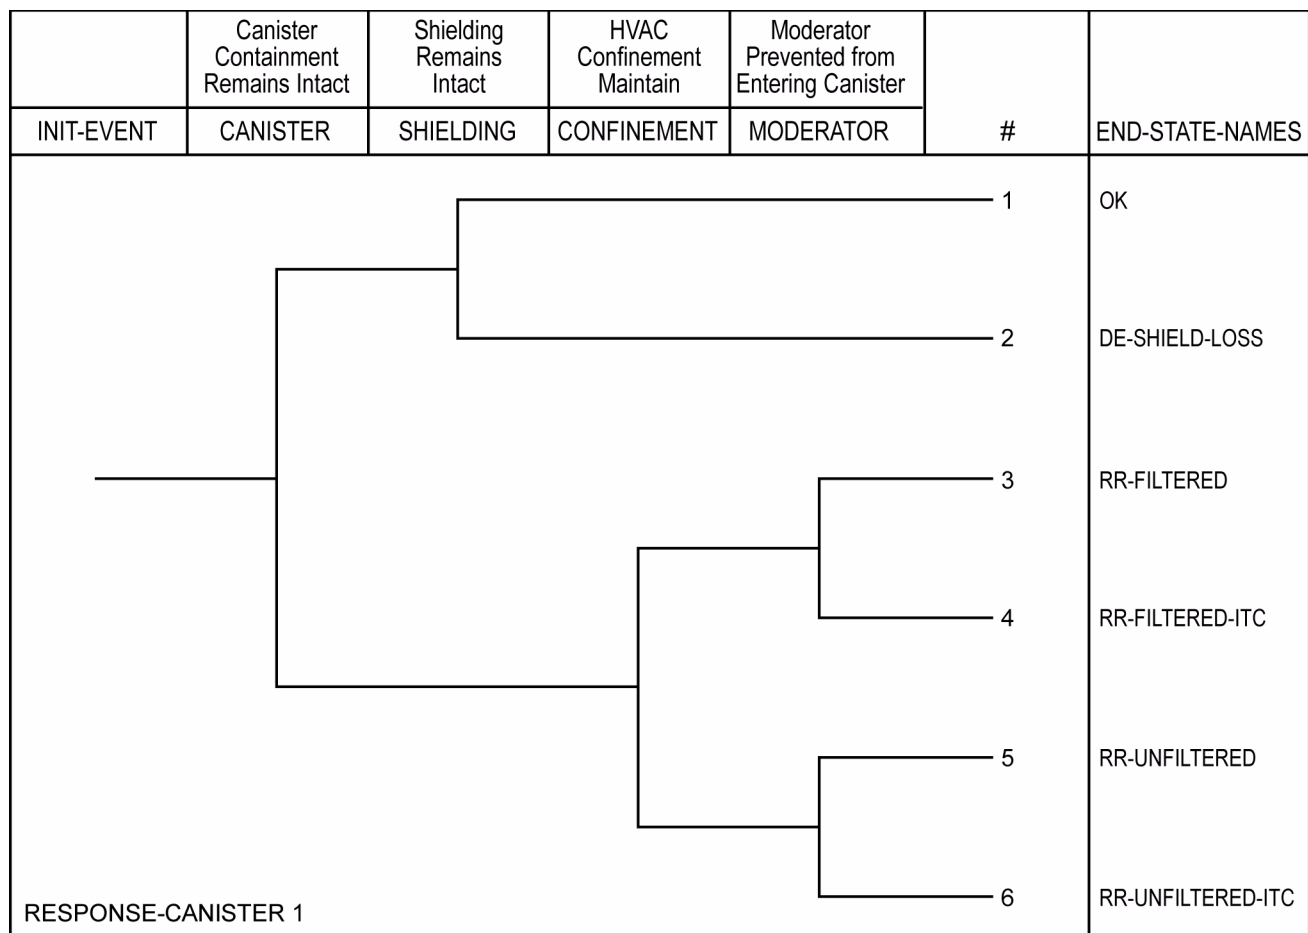 Canister
Containment
Remains Intact
Shielding
Remains
Intact
HVAC
Confinement
Maintain
Moderator
Prevented from
Entering Canister
INIT-EVENT CANISTER SHIELDING CONFINEMENT MODERATOR # END-STATE-NAMES
1 OK
2 DE-SHIELD-LOSS
3 RR-FILTERED
4 RR-FILTERED-ITC
5 RR-UNFILTERED
6 RR-UNFILTERED-ITC
RESPONSE-CANISTER 1